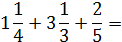 1 1/4 + 3 1/3 + 2/5 =